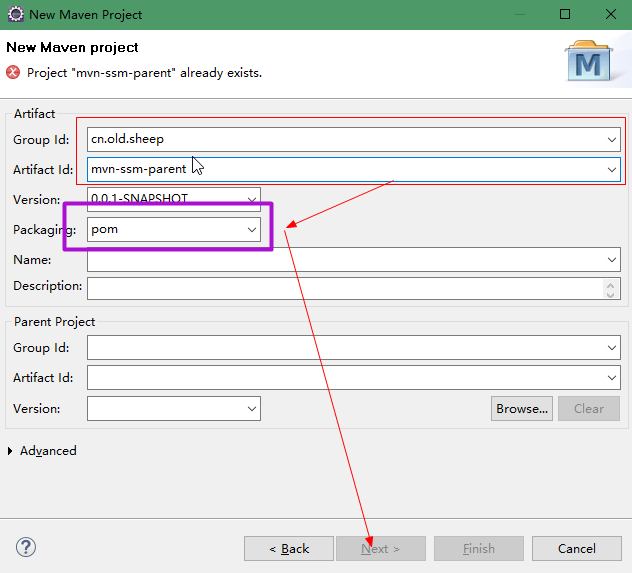 New Maven Project
New Maven project
Project "mvn-ssm-parent" already exists.
M
Artifact
Group Id: cn.old.sheep
Artifact Id: mvn-ssm-parent
Version: 0.0.1-SNAPSHOT
Packaging: pom
Name:
Description:
Parent Project
Group Id:
Artifact Id:
Version: Browse... Clear
Advanced
? < Back Next > Finish Cancel